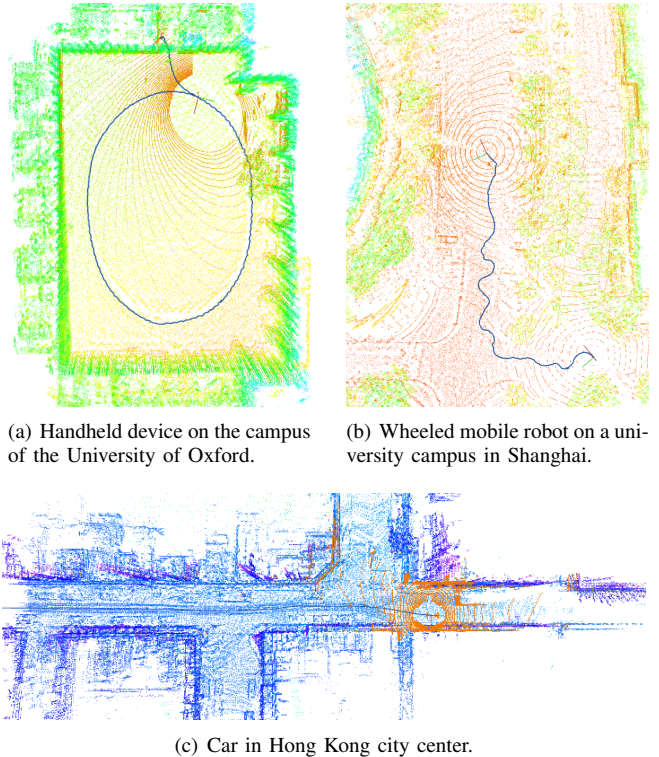 (a) Handheld device on the campus
of the University of Oxford.
(b) Wheeled mobile robot on a uni-
versity campus in Shanghai.
(c) Car in Hong Kong city center.